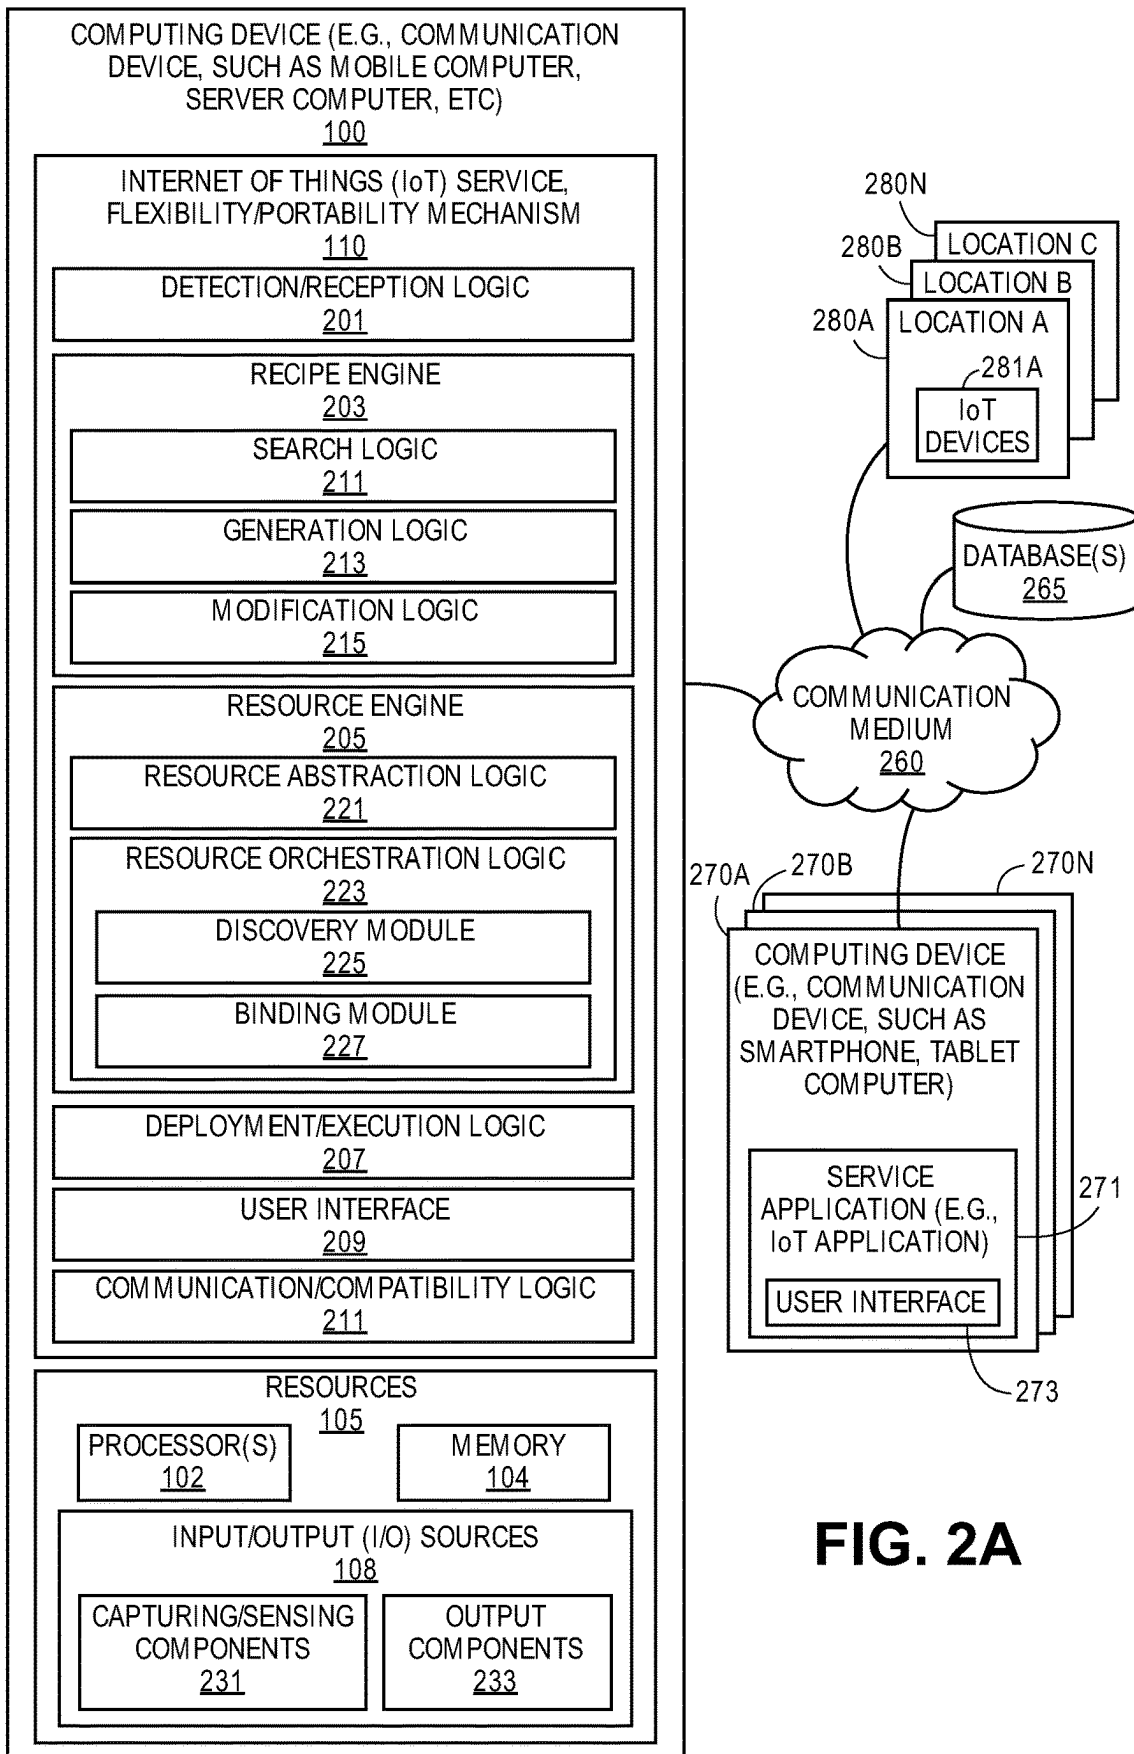 COMPUTING DEVICE (E.G., COMMUNICATION
DEVICE, SUCH AS MOBILE COMPUTER,
SERVER COMPUTER, ETC)
100
INTERNET OF THINGS (IoT) SERVICE,
FLEXIBILITY/PORTABILITY MECHANISM
110
DETECTION/RECEPTION LOGIC
201
RECIPE ENGINE
203
SEARCH LOGIC
211
GENERATION LOGIC
213
MODIFICATION LOGIC
215
RESOURCE ENGINE
205
RESOURCE ABSTRACTION LOGIC
221
RESOURCE ORCHESTRATION LOGIC
223
DISCOVERY MODULE
225
BINDING MODULE
227
DEPLOYMENT/EXECUTION LOGIC
207
USER INTERFACE
209
COMMUNICATION/COMPATIBILITY LOGIC
211
RESOURCES
105
PROCESSOR(S)
102
MEMORY
104
INPUT/OUTPUT (I/O) SOURCES
108
CAPTURING/SENSING
COMPONENTS
231
OUTPUT
COMPONENTS
233
280N
LOCATION C
280B
LOCATION B
280A
LOCATION A
281A
IoT
DEVICES
DATABASE(S)
265
COMMUNICATION
MEDIUM
260
270A
270B
270N
COMPUTING DEVICE
(E.G., COMMUNICATION
DEVICE, SUCH AS
SMARTPHONE, TABLET
COMPUTER)
SERVICE
APPLICATION (E.G.,
IoT APPLICATION)
271
USER INTERFACE
273
FIG. 2A